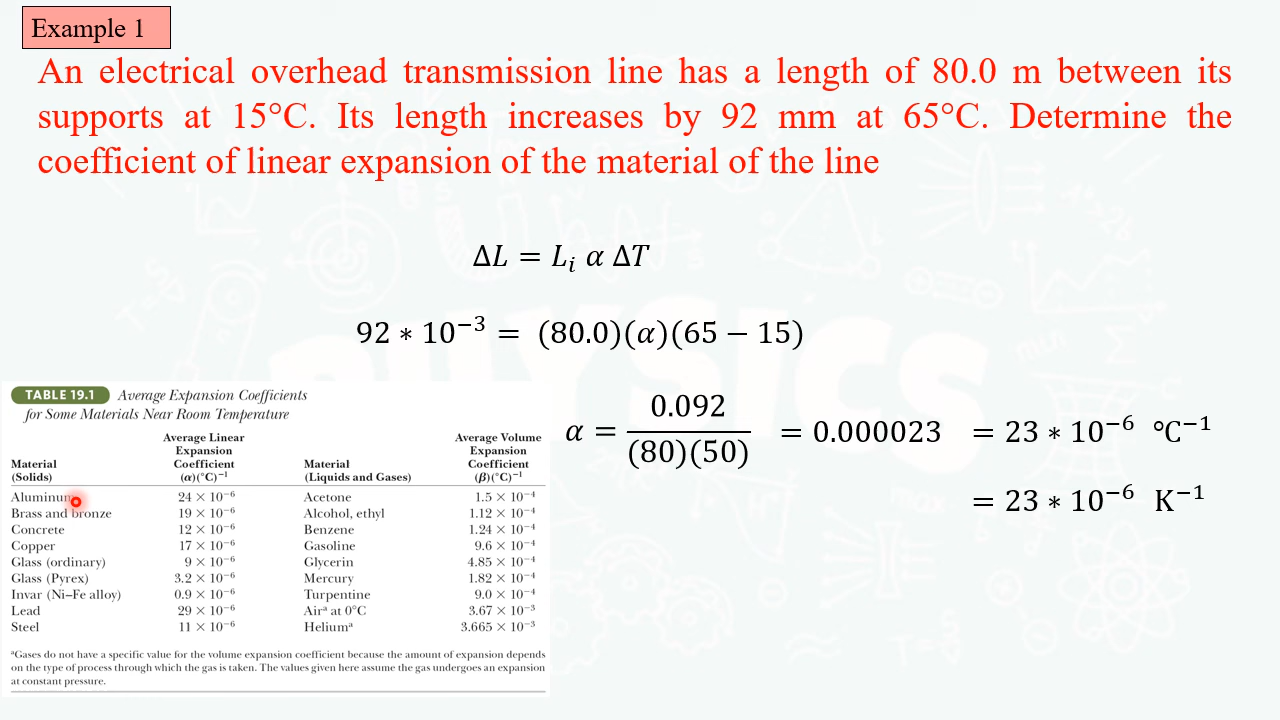 Example 1
An electrical overhead transmission line has a length of 80.0 m between its
supports at 15°C. Its length increases by 92 mm at 65°C. Determine the
coefficient of linear expansion of the material of the line
ΔL = Lᵢ α ΔT
92 * 10⁻³ = (80.0)(α)(65 − 15)
α = 0.092 / (80)(50) = 0.000023 = 23 * 10⁻⁶ °C⁻¹
= 23 * 10⁻⁶ K⁻¹
TABLE 19.1 Average Expansion Coefficients
for Some Materials Near Room Temperature
Average Linear Average Volume
Expansion Expansion
Material Coefficient Material Coefficient
(Solids) (α)(°C)⁻¹ (Liquids and Gases) (β)(°C)⁻¹
Aluminum 24 × 10⁻⁶ Acetone 1.5 × 10⁻⁴
Brass and bronze 19 × 10⁻⁶ Alcohol, ethyl 1.12 × 10⁻⁴
Concrete 12 × 10⁻⁶ Benzene 1.24 × 10⁻⁴
Copper 17 × 10⁻⁶ Gasoline 9.6 × 10⁻⁴
Glass (ordinary) 9 × 10⁻⁶ Glycerin 4.85 × 10⁻⁴
Glass (Pyrex) 3.2 × 10⁻⁶ Mercury 1.82 × 10⁻⁴
Invar (Ni–Fe alloy) 0.9 × 10⁻⁶ Turpentine 9.0 × 10⁻⁴
Lead 29 × 10⁻⁶ Airᵃ at 0°C 3.67 × 10⁻³
Steel 11 × 10⁻⁶ Heliumᵃ 3.665 × 10⁻³
ᵃGases do not have a specific value for the volume expansion coefficient because the amount of expansion depends
on the type of process through which the gas is taken. The values given here assume the gas undergoes an expansion
at constant pressure.
PHYSICS